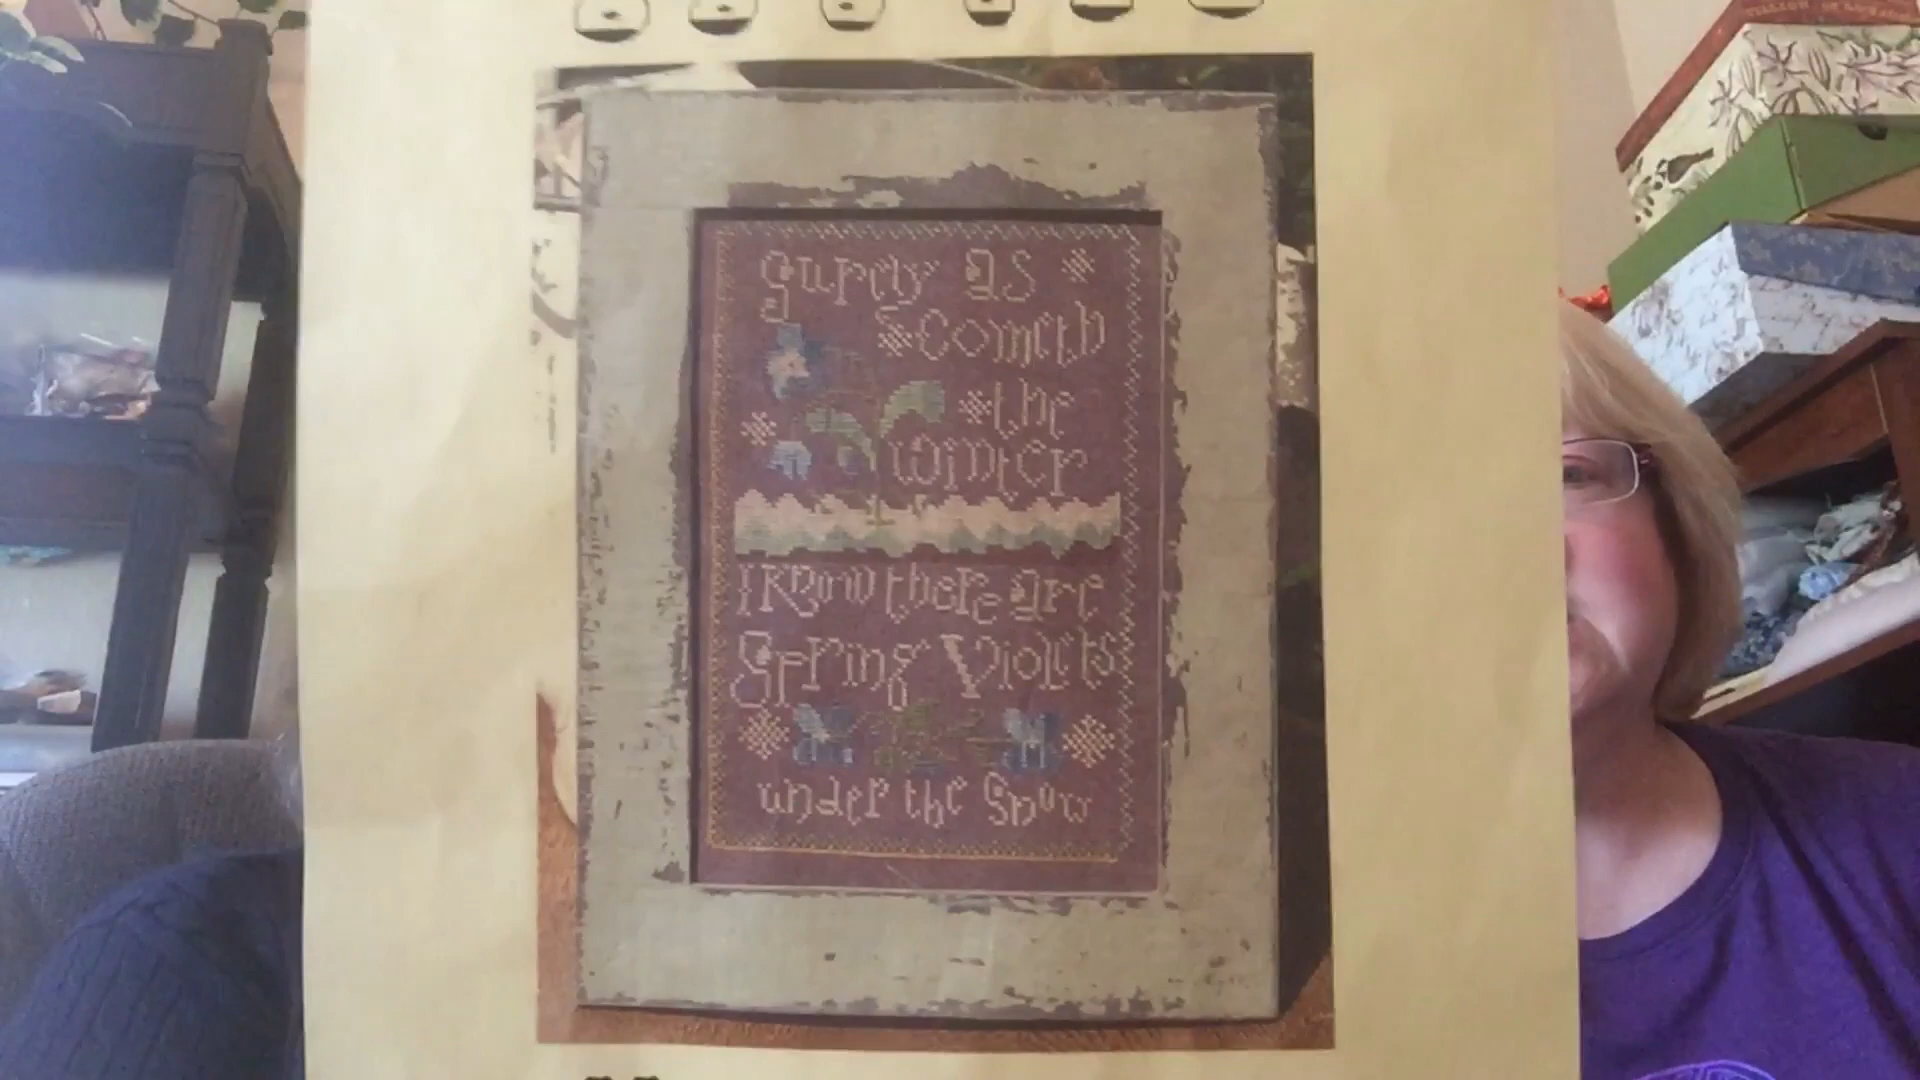 Surely as
Cometh
the
winter
I Know there are
Spring Violets
under the Snow